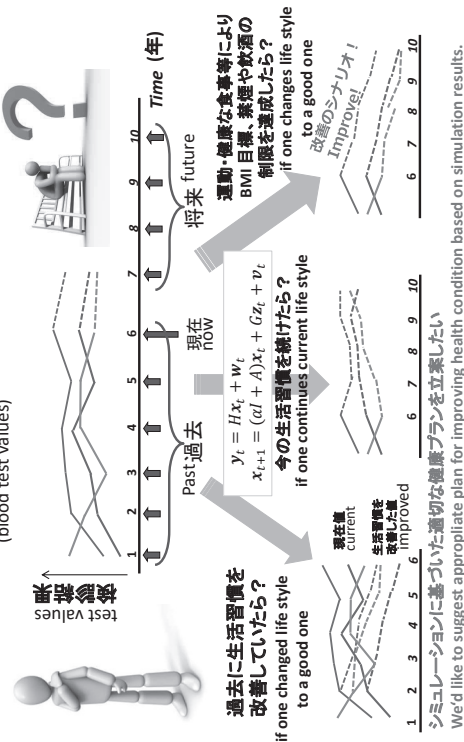 (blood test values)
test values
検診結果
1 2 3 4 5 6 7 8 9 10 Time (年)
Past 過去
現在
now
将来 future
過去に生活習慣を
改善していたら？
if one changed life style
to a good one
y_t = Hx_t + w_t
x_{t+1} = (αI + A)x_t + Gz_t + v_t
今の生活習慣を続けたら？
if one continues current life style
運動・健康な食事等により
BMI 目標、禁煙や飲酒の
制限を達成したら？
if one changes life style
to a good one
現在値
current
生活習慣を
改善した値
improved
1 2 3 4 5 6
6 7 8 9 10
改善のシナリオ！
Improve!
6 7 8 9 10
シミュレーションに基づいた適切な健康プランを立案したい
We'd like to suggest appropliate plan for improving health condition based on simulation results.